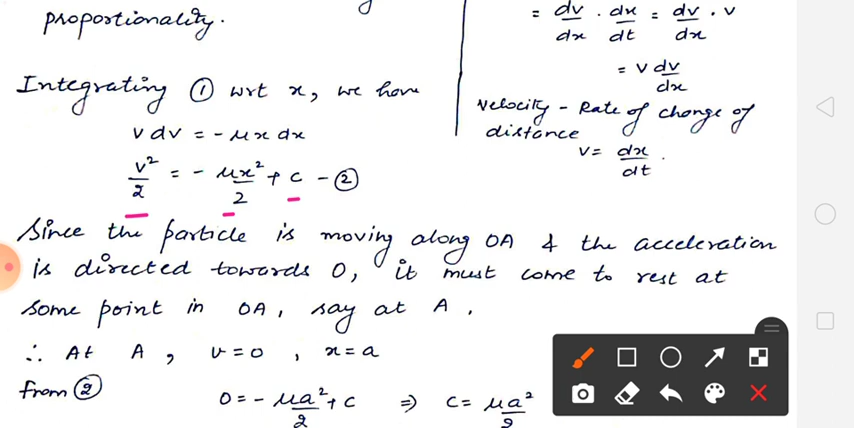 proportionality.
Integrating ① wrt x, we have
v dv = - μx dx
v²/2 = - μx²/2 + c - ②
= dv/dx . dx/dt = dv/dx . v
= v dv/dx
Velocity - Rate of change of
distance
v = dx/dt.
Since the particle is moving along OA & the acceleration
is directed towards O, it must come to rest at
some point in OA, say at A.
∴ At A, v=0, x=a
from ②
0 = - μa²/2 + c ⇒ c = μa²/2